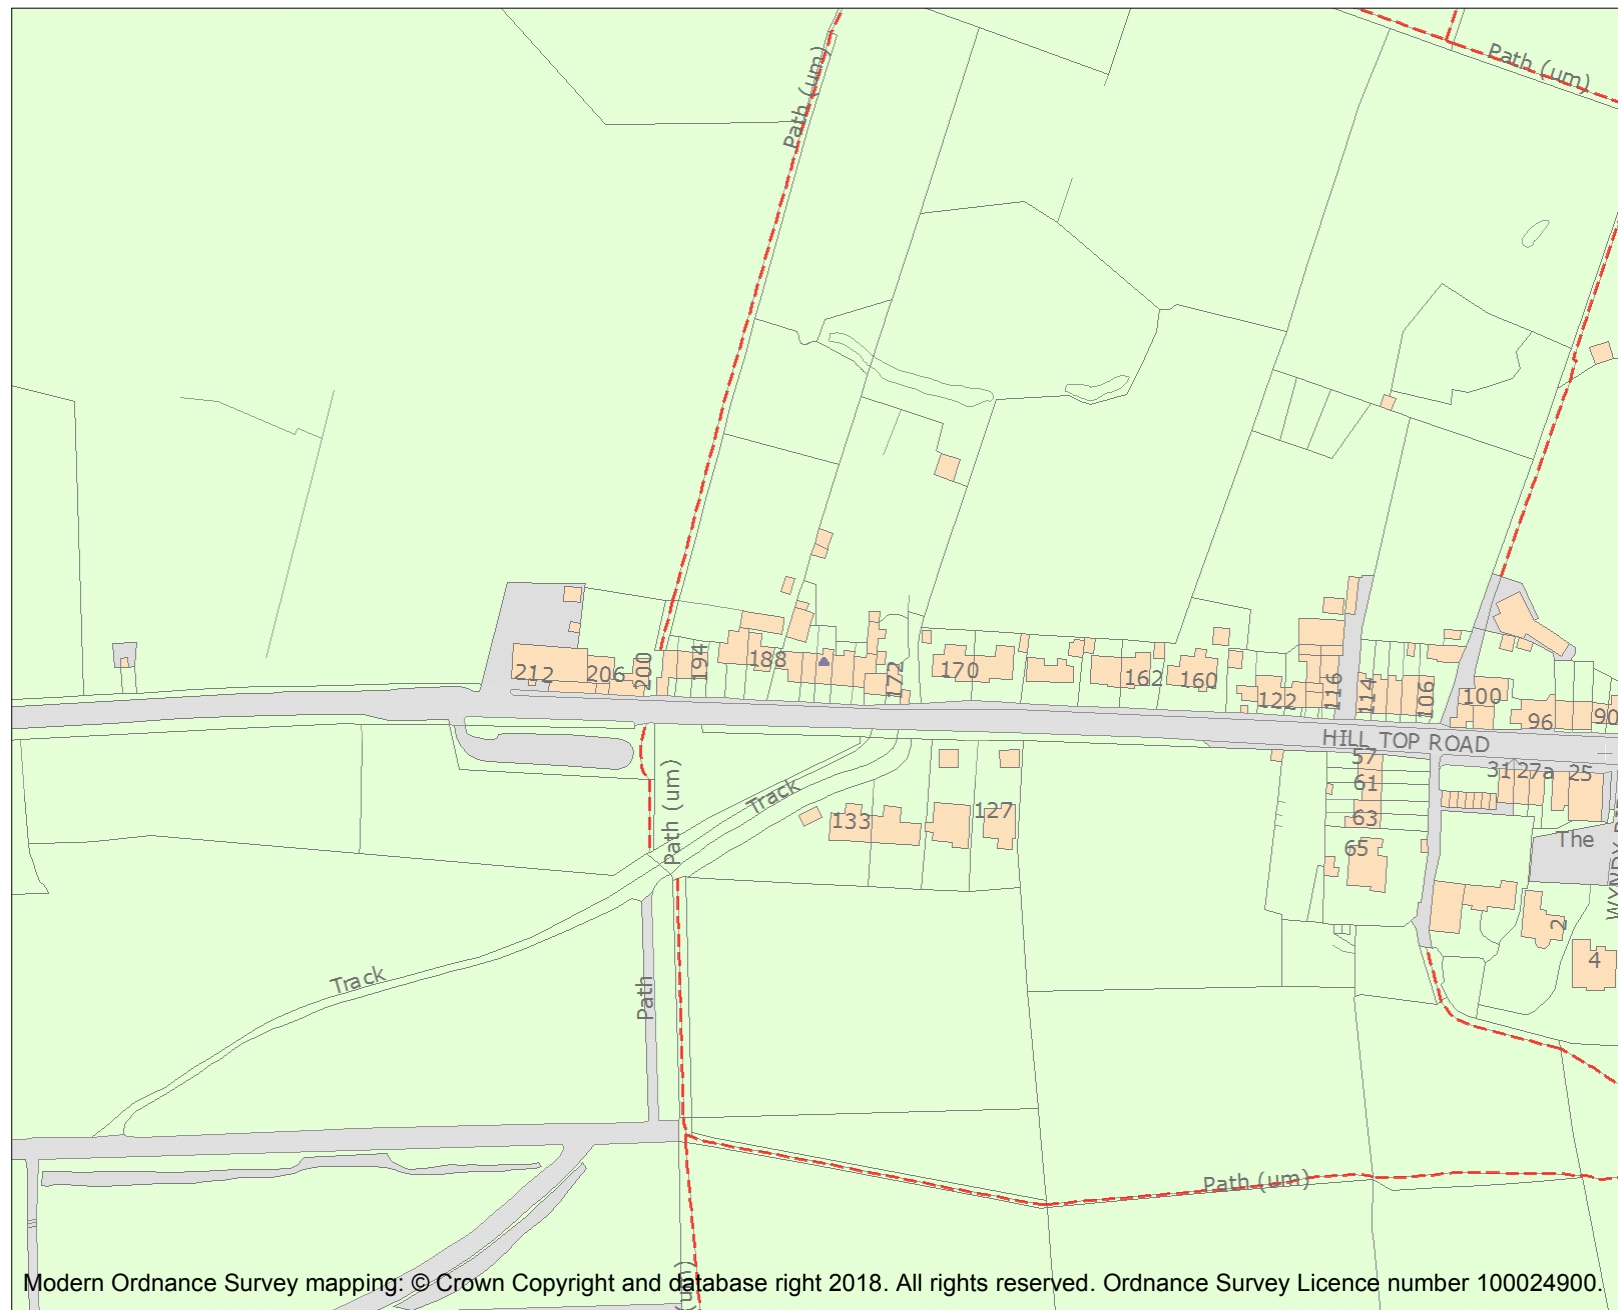 Path (um)
Path (um)
212
206
200
194
188
172
170
162
160
122
116
114
106
100
96
90
HILL TOP ROAD
57
61
63
65
31
27a
25
The
2
4
133
127
Track
Path (um)
Track
Path
Path (um)
(um)
Modern Ordnance Survey mapping: © Crown Copyright and database right 2018. All rights reserved. Ordnance Survey Licence number 100024900.